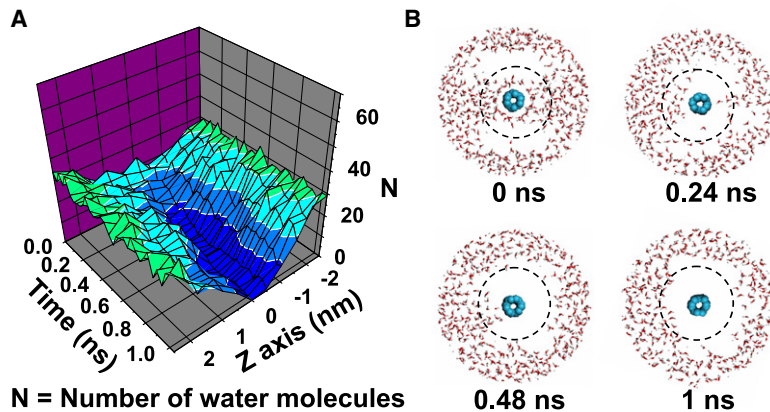 A
60
40
N
20
0
0.0
0.2
0.4
0.6
0.8
1.0
Time (ns)
2
1
0
-1
-2
Z axis (nm)
N = Number of water molecules
B
0 ns
0.24 ns
0.48 ns
1 ns